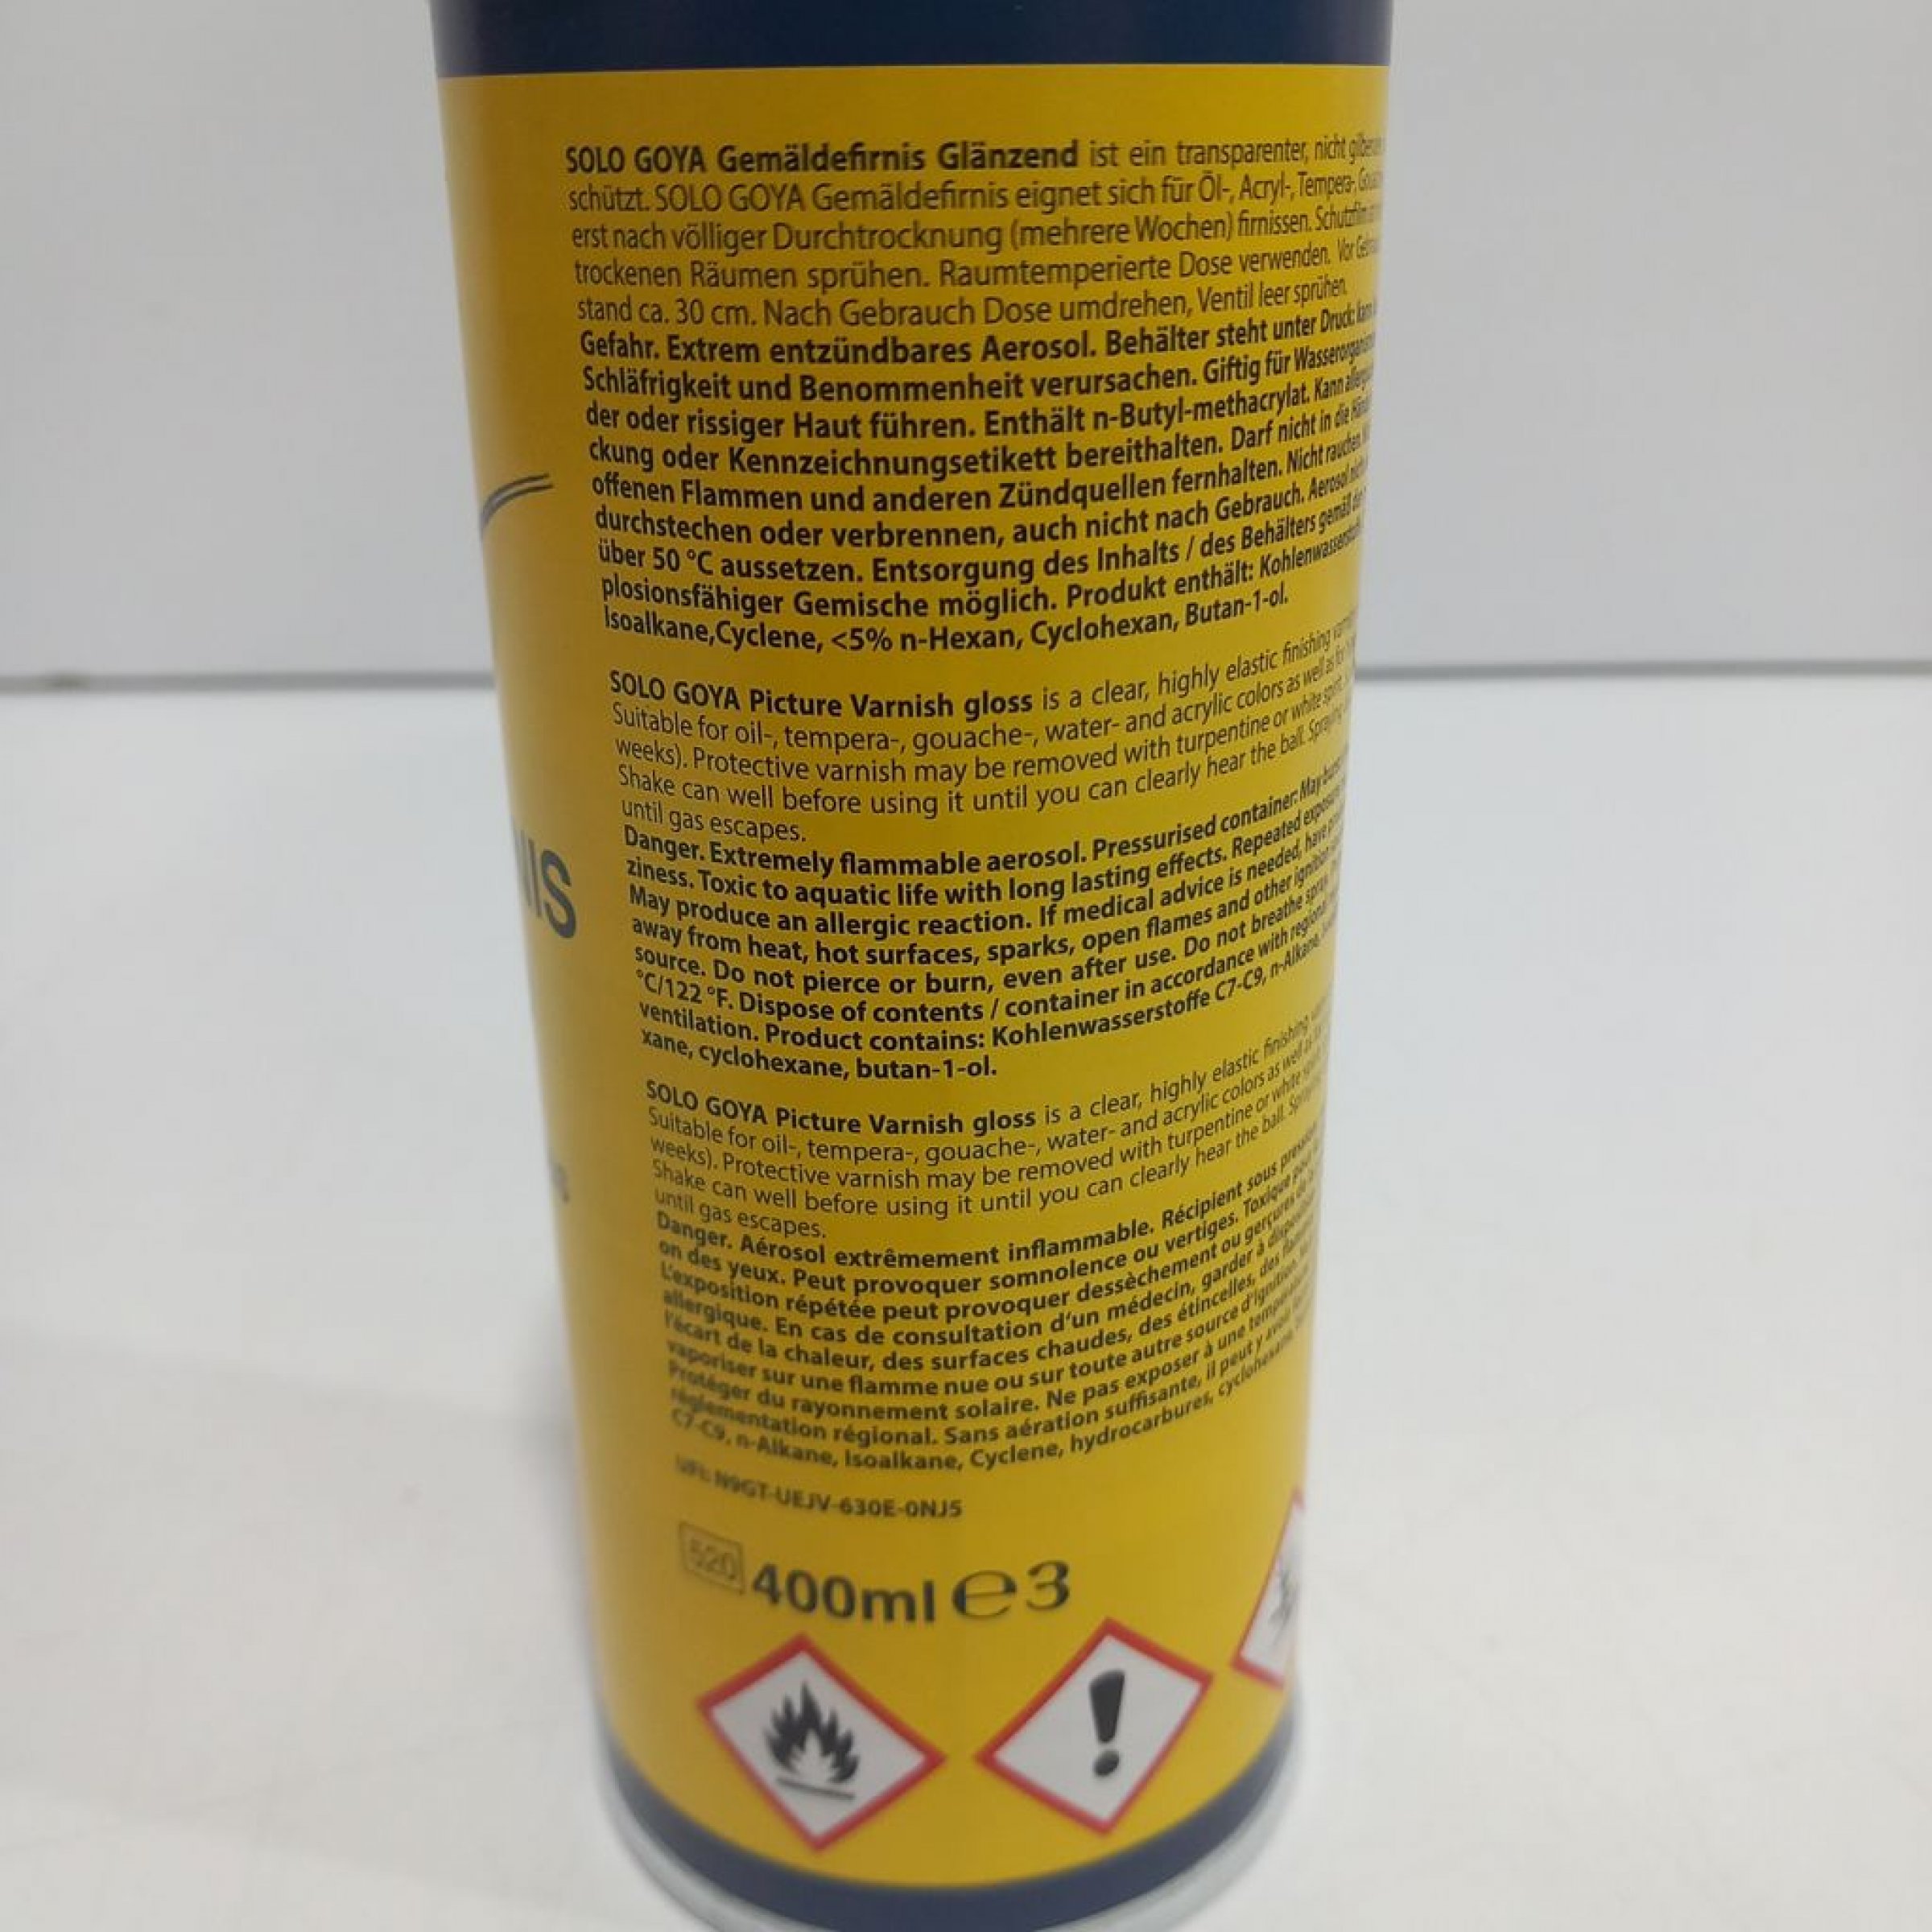 SOLO GOYA Gemäldefirnis Glänzend ist ein transparenter, nicht
schützt. SOLO GOYA Gemäldefirnis eignet sich für Öl-, Acryl-, Tempera-,
erst nach völliger Durchtrocknung (mehrere Wochen) firnissen. Schutzfilm
trockenen Räumen sprühen. Raumtemperierte Dose verwenden. Vor
stand ca. 30 cm. Nach Gebrauch Dose umdrehen, Ventil leer sprühen.
Gefahr. Extrem entzündbares Aerosol. Behälter steht unter Druck: kann
Schläfrigkeit und Benommenheit verursachen. Giftig für
der oder rissiger Haut führen. Enthält n-Butyl-methacrylat. Kann
ckung oder Kennzeichnungsetikett bereithalten. Darf nicht in die
offenen Flammen und anderen Zündquellen fernhalten. Nicht rauchen.
durchstechen oder verbrennen, auch nicht nach Gebrauch. Aerosol
über 50 °C aussetzen. Entsorgung des Inhalts / des Behälters gemäß
plosionsfähiger Gemische möglich. Produkt enthält:
Isoalkane,Cyclene, <5% n-Hexan, Cyclohexan, Butan-1-ol.
SOLO GOYA Picture Varnish gloss is a clear, highly elastic finishing
Suitable for oil-, tempera-, gouache-, water- and acrylic colors as well as for
weeks). Protective varnish may be removed with turpentine or white spirit.
Shake can well before using it until you can clearly hear the ball.
until gas escapes.
Danger. Extremely flammable aerosol. Pressurised container: May
ziness. Toxic to aquatic life with long lasting effects. Repeated
May produce an allergic reaction. If medical advice is needed, have
away from heat, hot surfaces, sparks, open flames and other ignition
source. Do not pierce or burn, even after use. Do not breathe spray.
°C/122 °F. Dispose of contents / container in accordance with
ventilation. Product contains: Kohlenwasserstoffe C7-C9, n-Alkane,
xane, cyclohexane, butan-1-ol.
SOLO GOYA Picture Varnish gloss is a clear, highly elastic finishing
Suitable for oil-, tempera-, gouache-, water- and acrylic colors as well as
weeks). Protective varnish may be removed with turpentine or white
Shake can well before using it until you can clearly hear the ball.
until gas escapes.
Danger. Aérosol extrêmement inflammable. Récipient sous
on des yeux. Peut provoquer somnolence ou vertiges. Toxique
L'exposition répétée peut provoquer dessèchement ou gerçures
allergique. En cas de consultation d'un médecin, garder à
l'écart de la chaleur, des surfaces chaudes, des étincelles, des
vaporiser sur une flamme nue ou sur toute autre source d'ignition.
Protéger du rayonnement solaire. Ne pas exposer à une
réglementation régional. Sans aération suffisante, il peut y
C7-C9, n-Alkane, Isoalkane, Cyclene, hydrocarbures,
UFI: N9GT-UEJV-630E-0NJ5
520 400ml e 3